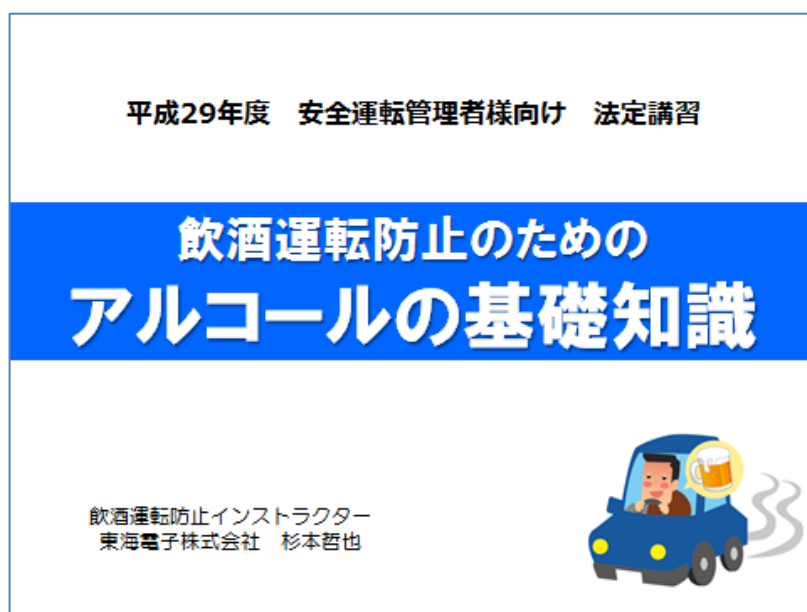 平成29年度　安全運転管理者様向け　法定講習
飲酒運転防止のための
アルコールの基礎知識
飲酒運転防止インストラクター
東海電子株式会社　杉本哲也